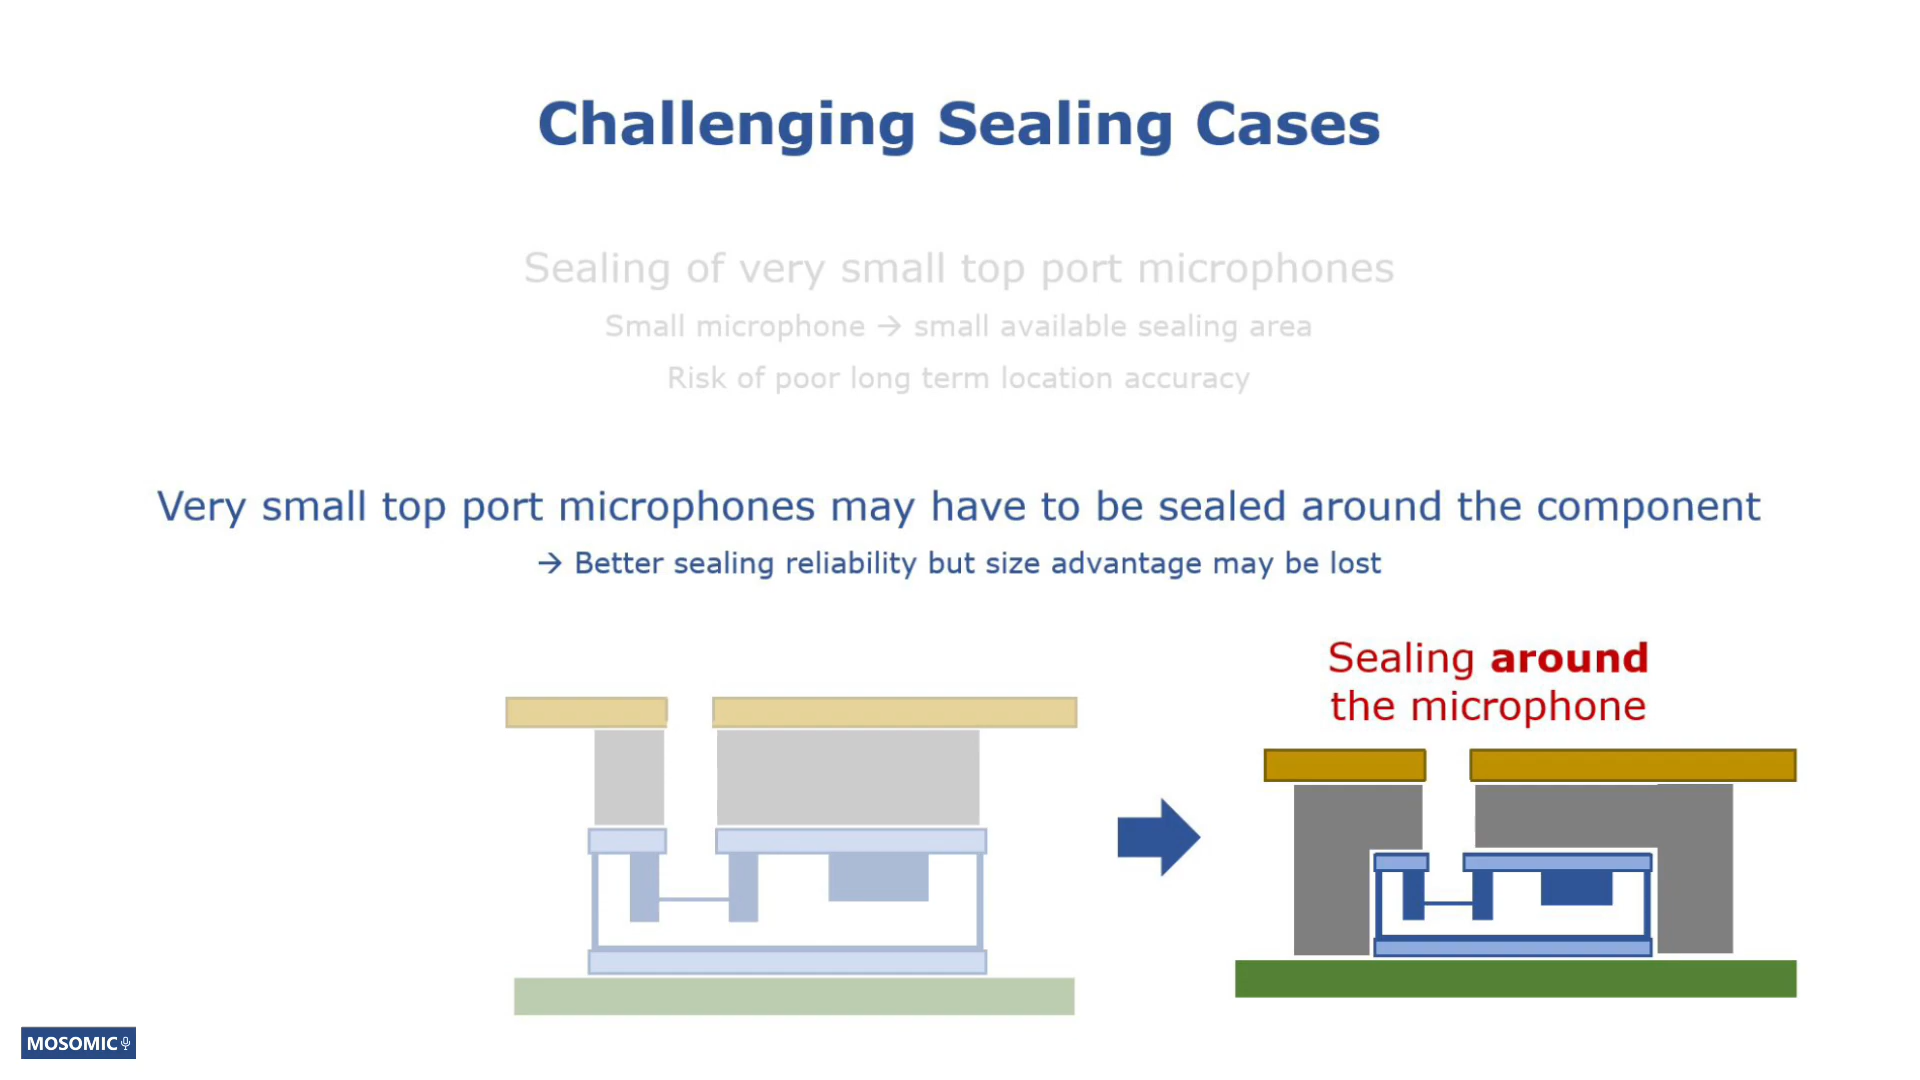 Challenging Sealing Cases
Sealing of very small top port microphones
Small microphone → small available sealing area
Risk of poor long term location accuracy
Very small top port microphones may have to be sealed around the component
→ Better sealing reliability but size advantage may be lost
Sealing around
the microphone
MOSOMIC